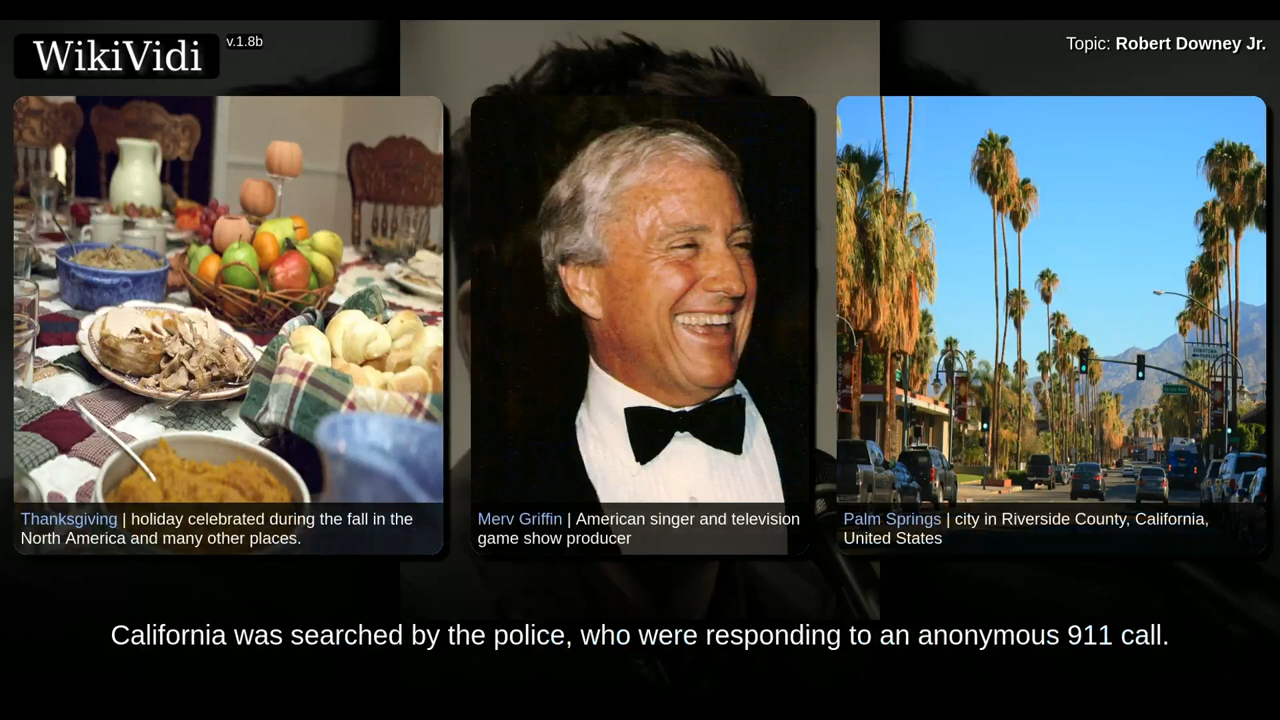 WikiVidi v.1.8b
Topic: Robert Downey Jr.
Thanksgiving | holiday celebrated during the fall in the
North America and many other places.
Merv Griffin | American singer and television
game show producer
Palm Springs | city in Riverside County, California,
United States
California was searched by the police, who were responding to an anonymous 911 call.